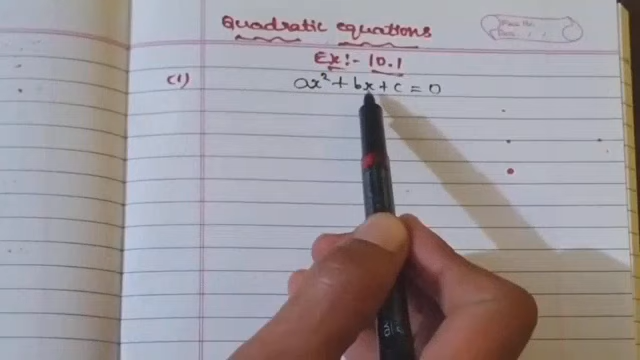 Quadratic equations
Ex:- 10.1
(1) ax² + bx + c = 0